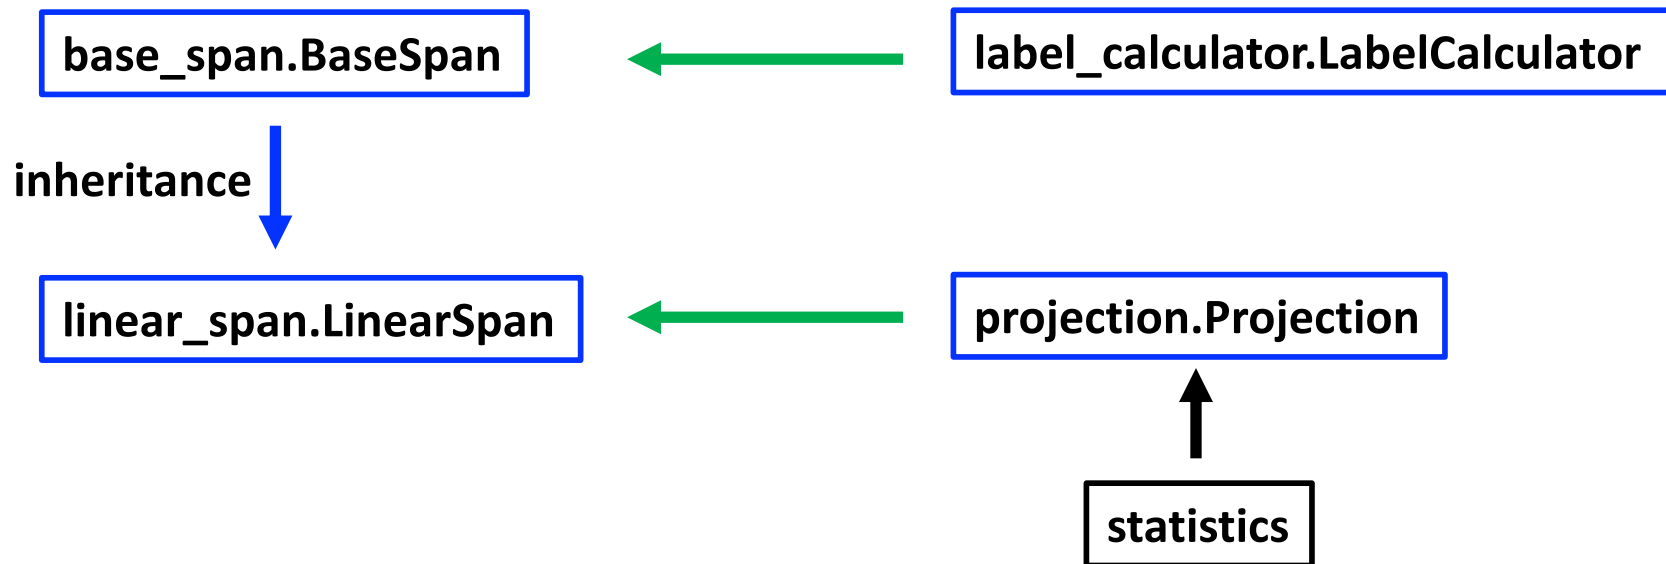 base_span.BaseSpan
label_calculator.LabelCalculator
inheritance
linear_span.LinearSpan
projection.Projection
statistics